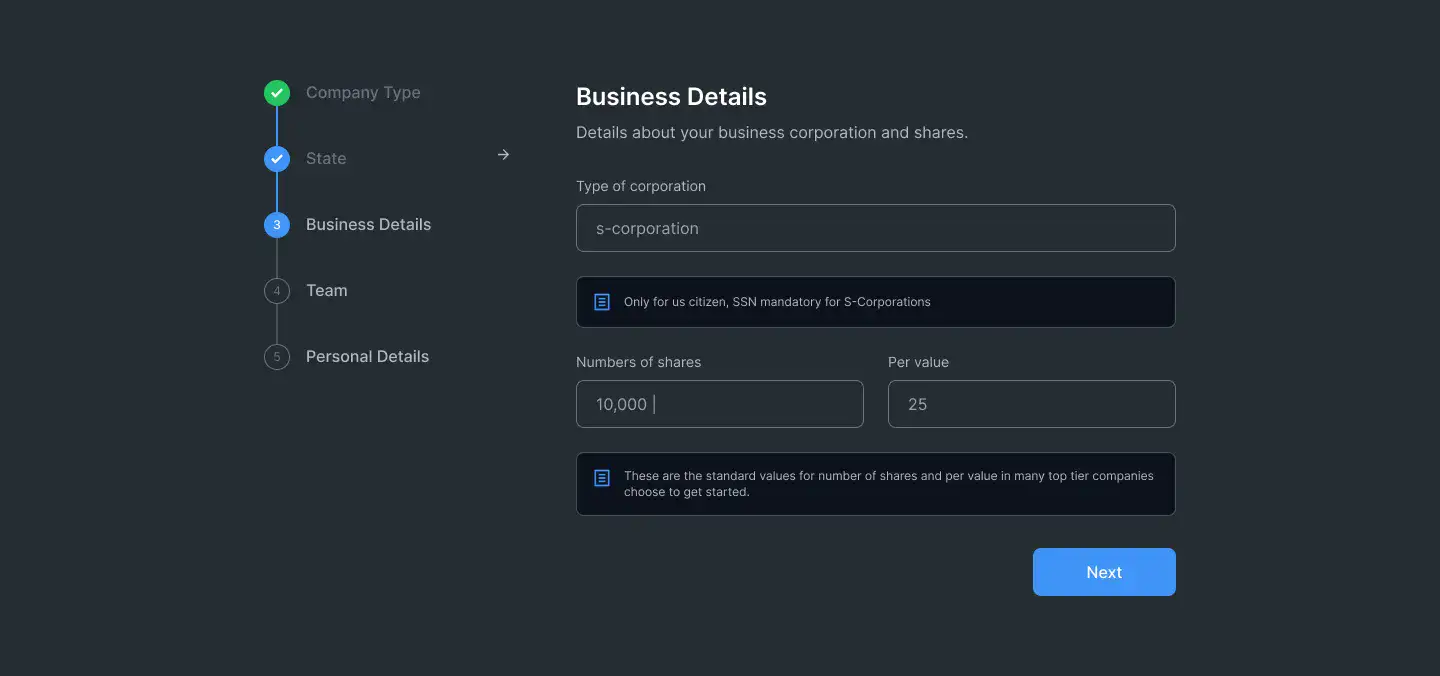 Company Type
State
3
Business Details
4
Team
5
Personal Details
Business Details
Details about your business corporation and shares.
Type of corporation
s-corporation
Only for us citizen, SSN mandatory for S-Corporations
Numbers of shares
Per value
10,000 |
25
These are the standard values for number of shares and per value in many top tier companies
choose to get started.
Next